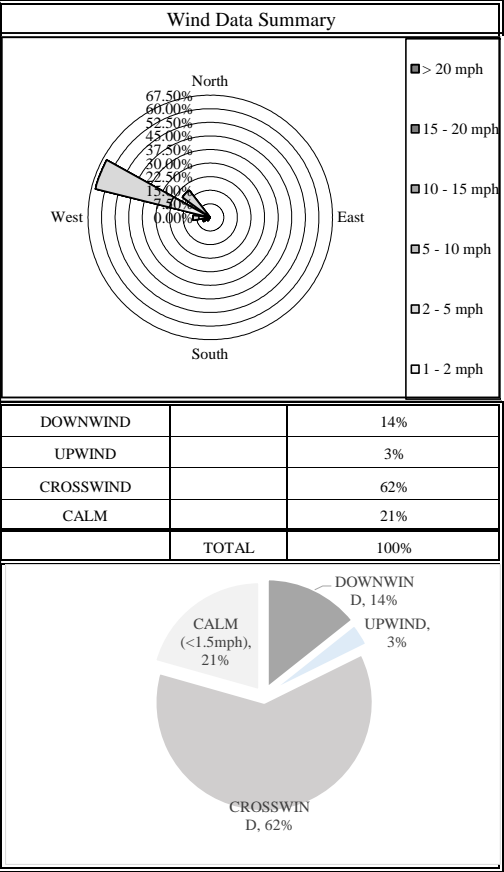 Wind Data Summary
North
67.50%
60.00%
52.50%
45.00%
37.50%
30.00%
22.50%
15.00%
7.50%
0.00%
West
East
South
> 20 mph
15 - 20 mph
10 - 15 mph
5 - 10 mph
2 - 5 mph
1 - 2 mph
DOWNWIND 14%
UPWIND 3%
CROSSWIND 62%
CALM 21%
TOTAL 100%
DOWNWIN
D, 14%
UPWIND,
3%
CALM
(<1.5mph),
21%
CROSSWIN
D, 62%